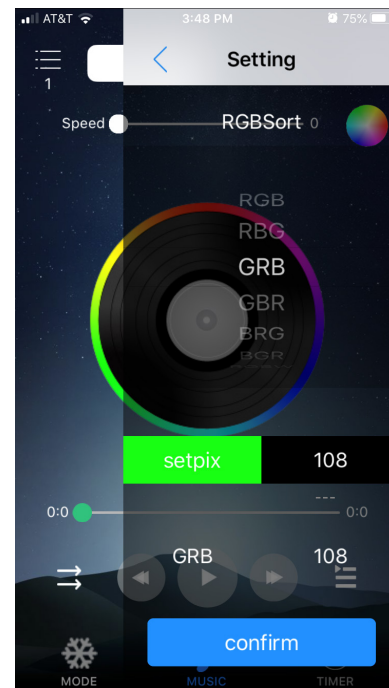 AT&T 3:48 PM 75%
Setting
1
Speed RGBSort 0
RGB
RBG
GRB
GBR
BRG
BGR
setpix 108
---
0:0 0:0
GRB 108
confirm
MODE MUSIC TIMER